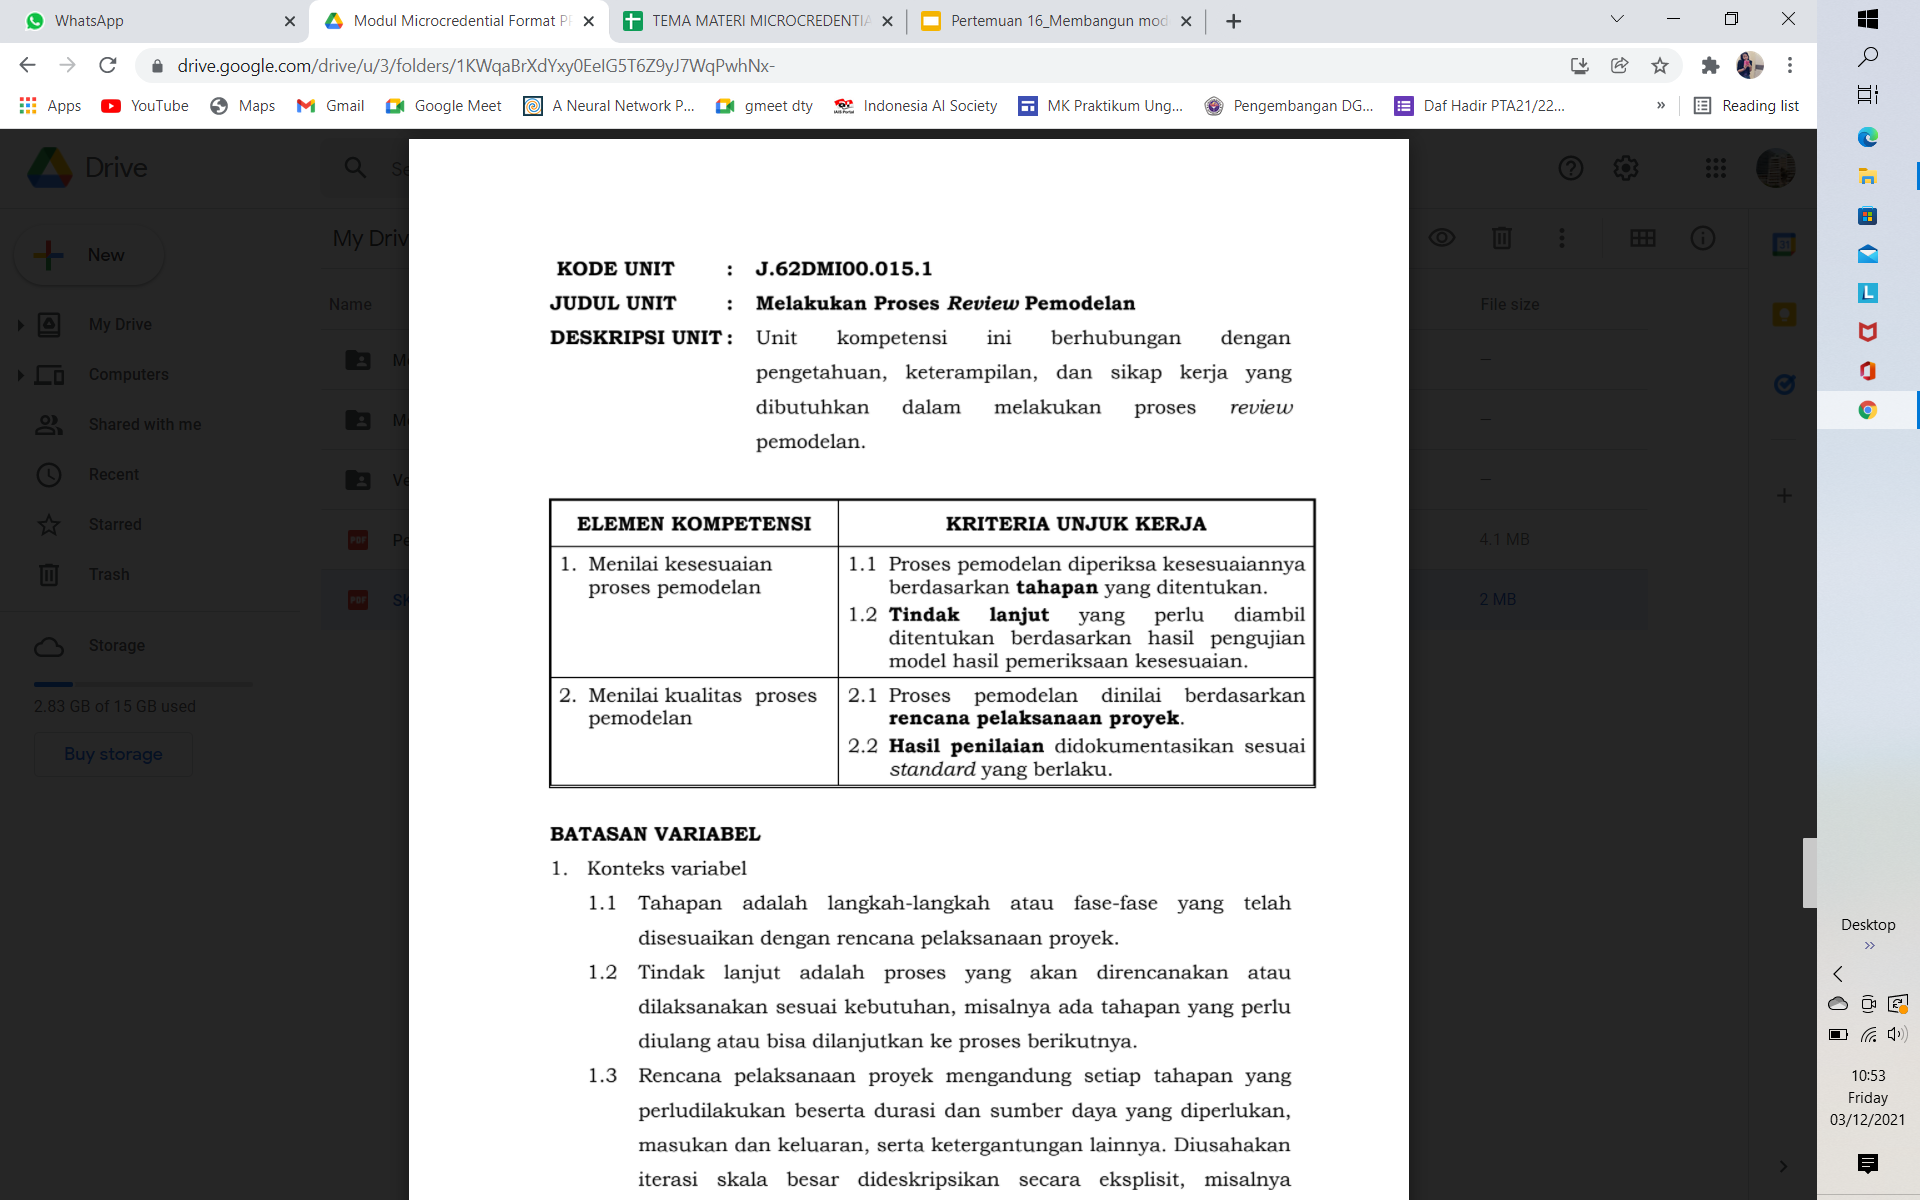 WhatsApp
Modul Microcredential Format P
TEMA MATERI MICROCREDENTIA
Pertemuan 16_Membangun mod
drive.google.com/drive/u/3/folders/1KWqaBrXdYxy0EeIG5T6Z9yJ7WqPwhNx-
Apps
YouTube
Maps
Gmail
Google Meet
A Neural Network P...
gmeet dty
Indonesia AI Society
MK Praktikum Ung...
Pengembangan DG...
Daf Hadir PTA21/22...
»
Reading list
Drive
Se
New
My Driv
Name
File size
My Drive
Computers
Shared with me
Recent
Starred
Trash
Storage
2.83 GB of 15 GB used
Buy storage
4.1 MB
2 MB
KODE UNIT : J.62DMI00.015.1
JUDUL UNIT : Melakukan Proses Review Pemodelan
DESKRIPSI UNIT : Unit kompetensi ini berhubungan dengan
pengetahuan, keterampilan, dan sikap kerja yang
dibutuhkan dalam melakukan proses review
pemodelan.
ELEMEN KOMPETENSI
KRITERIA UNJUK KERJA
1. Menilai kesesuaian
proses pemodelan
1.1 Proses pemodelan diperiksa kesesuaiannya
berdasarkan tahapan yang ditentukan.
1.2 Tindak lanjut yang perlu diambil
ditentukan berdasarkan hasil pengujian
model hasil pemeriksaan kesesuaian.
2. Menilai kualitas proses
pemodelan
2.1 Proses pemodelan dinilai berdasarkan
rencana pelaksanaan proyek.
2.2 Hasil penilaian didokumentasikan sesuai
standard yang berlaku.
BATASAN VARIABEL
1. Konteks variabel
1.1 Tahapan adalah langkah-langkah atau fase-fase yang telah
disesuaikan dengan rencana pelaksanaan proyek.
1.2 Tindak lanjut adalah proses yang akan direncanakan atau
dilaksanakan sesuai kebutuhan, misalnya ada tahapan yang perlu
diulang atau bisa dilanjutkan ke proses berikutnya.
1.3 Rencana pelaksanaan proyek mengandung setiap tahapan yang
perludilakukan beserta durasi dan sumber daya yang diperlukan,
masukan dan keluaran, serta ketergantungan lainnya. Diusahakan
iterasi skala besar dideskripsikan secara eksplisit, misalnya
Desktop
»
10:53
Friday
03/12/2021